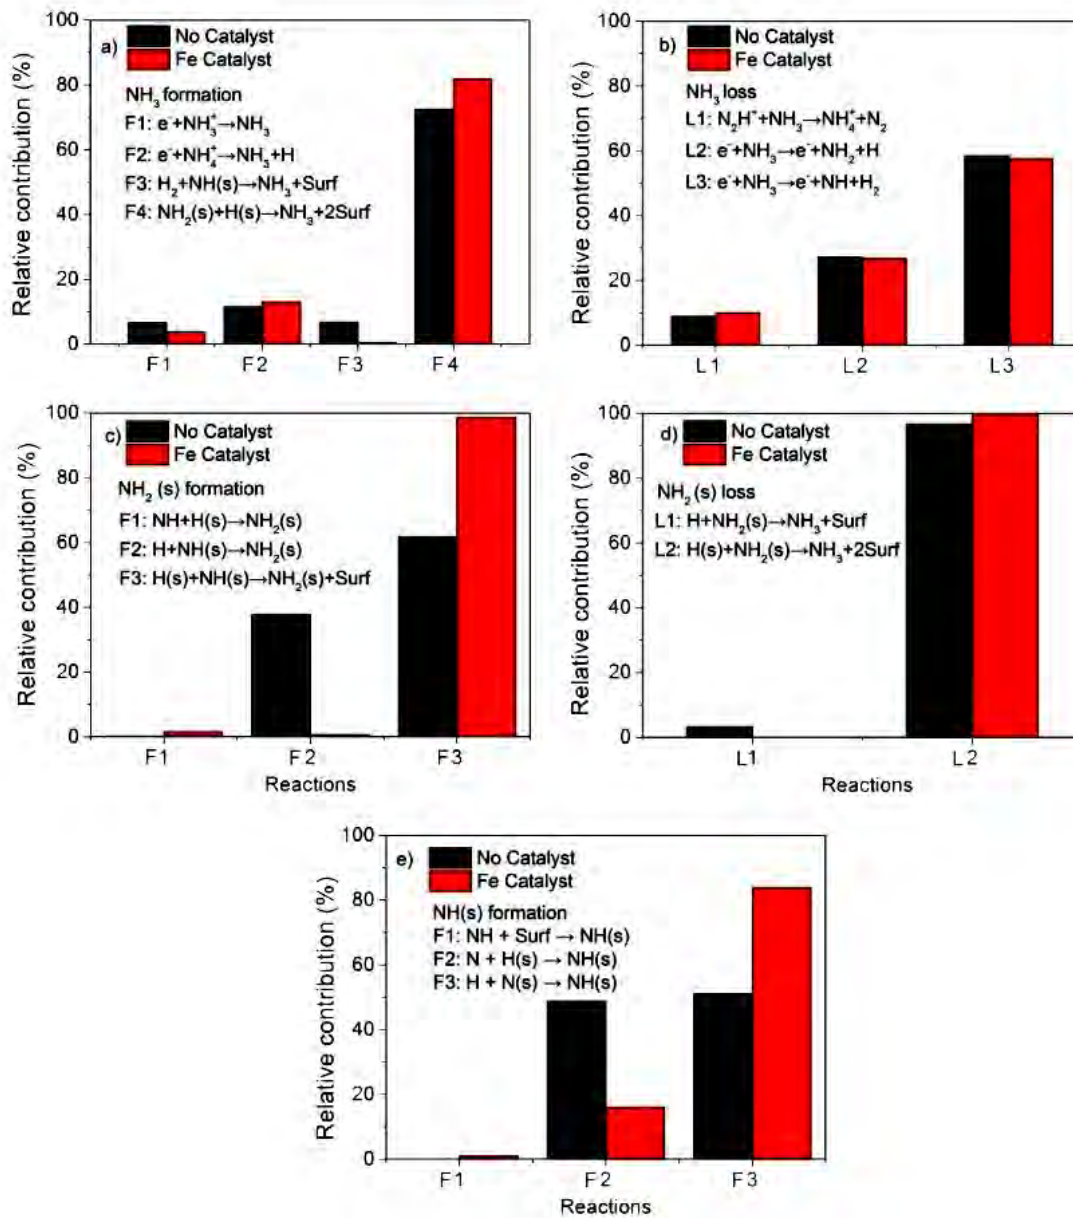 Relative contribution (%)
100
80
60
40
20
0
a)
No Catalyst
Fe Catalyst
NH₃ formation
F1: e⁻+NH₃⁺→NH₃
F2: e⁻+NH₄⁺→NH₃+H
F3: H₂+NH(s)→NH₃+Surf
F4: NH₂(s)+H(s)→NH₃+2Surf
F1 F2 F3 F4
Relative contribution (%)
100
80
60
40
20
0
b)
No Catalyst
Fe Catalyst
NH₃ loss
L1: N₂H⁺+NH₃→NH₄⁺+N₂
L2: e⁻+NH₃→e⁻+NH₂+H
L3: e⁻+NH₃→e⁻+NH+H₂
L1 L2 L3
Relative contribution (%)
100
80
60
40
20
0
c)
No Catalyst
Fe Catalyst
NH₂ (s) formation
F1: NH+H(s)→NH₂(s)
F2: H+NH(s)→NH₂(s)
F3: H(s)+NH(s)→NH₂(s)+Surf
F1 F2 F3
Reactions
Relative contribution (%)
100
80
60
40
20
0
d)
No Catalyst
Fe Catalyst
NH₂ (s) loss
L1: H+NH₂(s)→NH₃+Surf
L2: H(s)+NH₂(s)→NH₃+2Surf
L1 L2
Reactions
Relative contribution (%)
100
80
60
40
20
0
e)
No Catalyst
Fe Catalyst
NH(s) formation
F1: NH + Surf → NH(s)
F2: N + H(s) → NH(s)
F3: H + N(s) → NH(s)
F1 F2 F3
Reactions